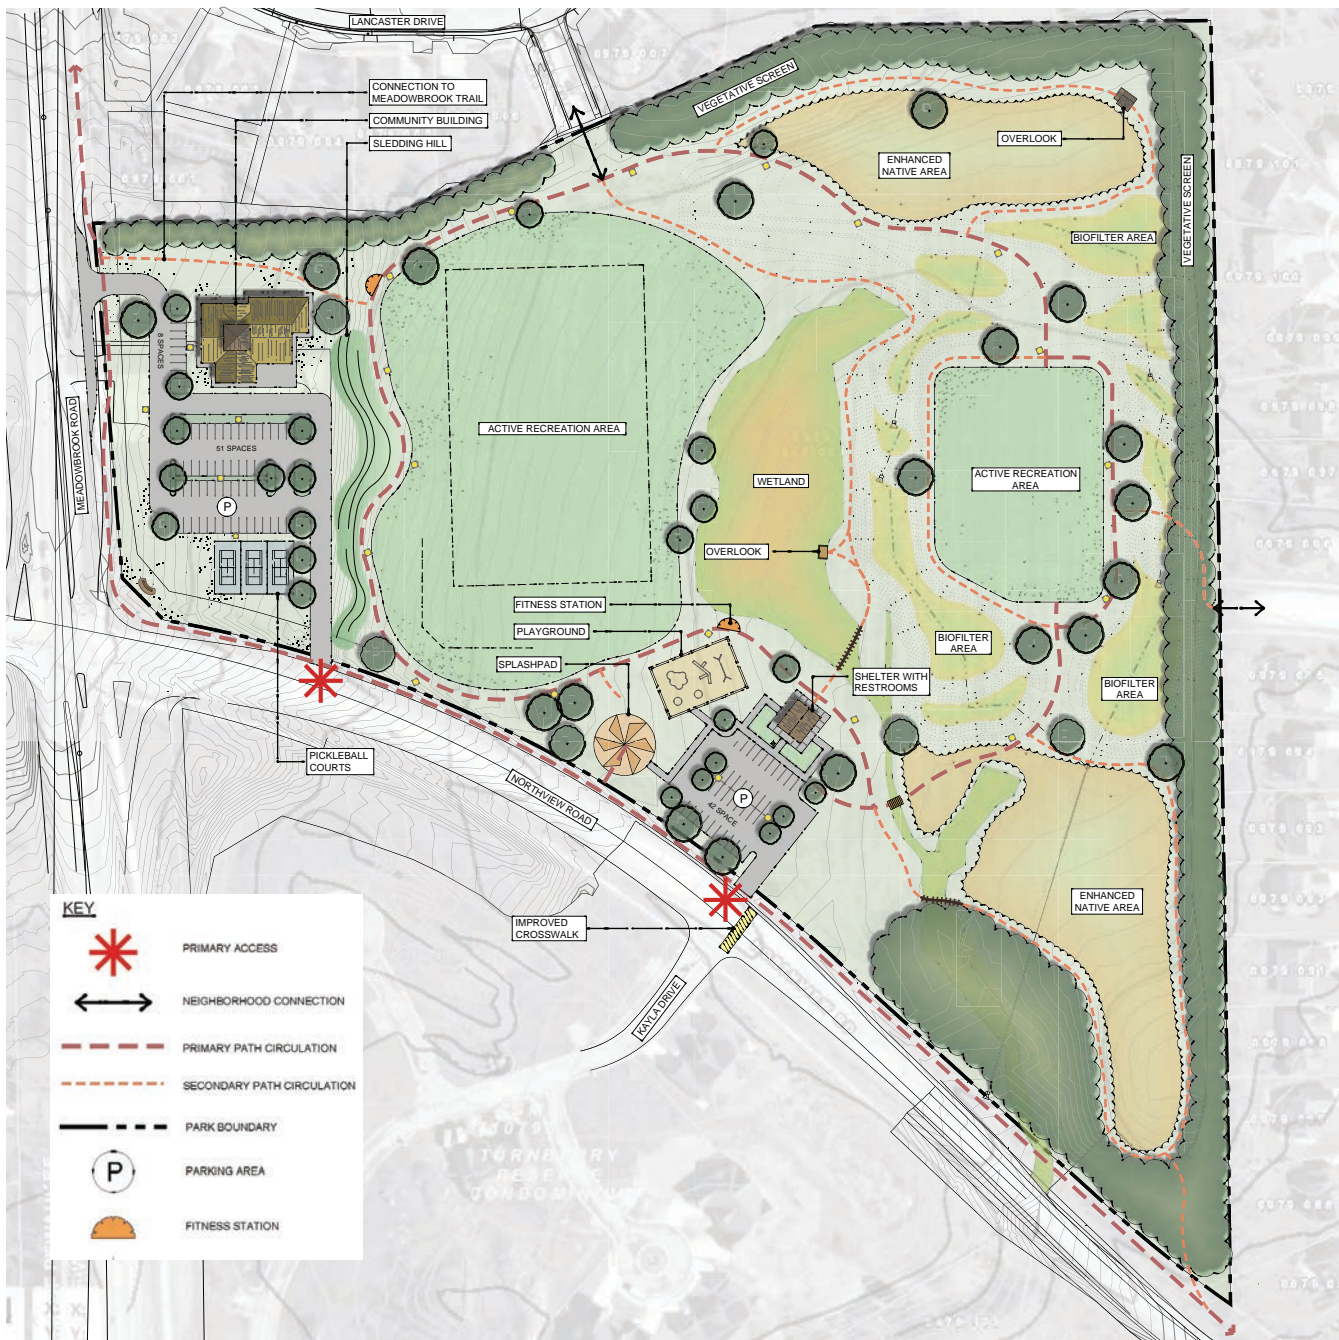 LANCASTER DRIVE
CONNECTION TO
MEADOWBROOK TRAIL
COMMUNITY BUILDING
SLEDDING HILL
VEGETATIVE SCREEN
OVERLOOK
ENHANCED
NATIVE AREA
VEGETATIVE SCREEN
BIOFILTER AREA
8 SPACES
MEADOWBROOK ROAD
51 SPACES
P
ACTIVE RECREATION AREA
WETLAND
ACTIVE RECREATION
AREA
OVERLOOK
FITNESS STATION
PLAYGROUND
SPLASHPAD
BIOFILTER
AREA
SHELTER WITH
RESTROOMS
BIOFILTER
AREA
PICKLEBALL
COURTS
NORTHVIEW ROAD
P
42 SPACE
IMPROVED
CROSSWALK
KAYLA DRIVE
ENHANCED
NATIVE AREA
KEY
PRIMARY ACCESS
NEIGHBORHOOD CONNECTION
PRIMARY PATH CIRCULATION
SECONDARY PATH CIRCULATION
PARK BOUNDARY
P
PARKING AREA
FITNESS STATION
TURNBERRY
RESERVE